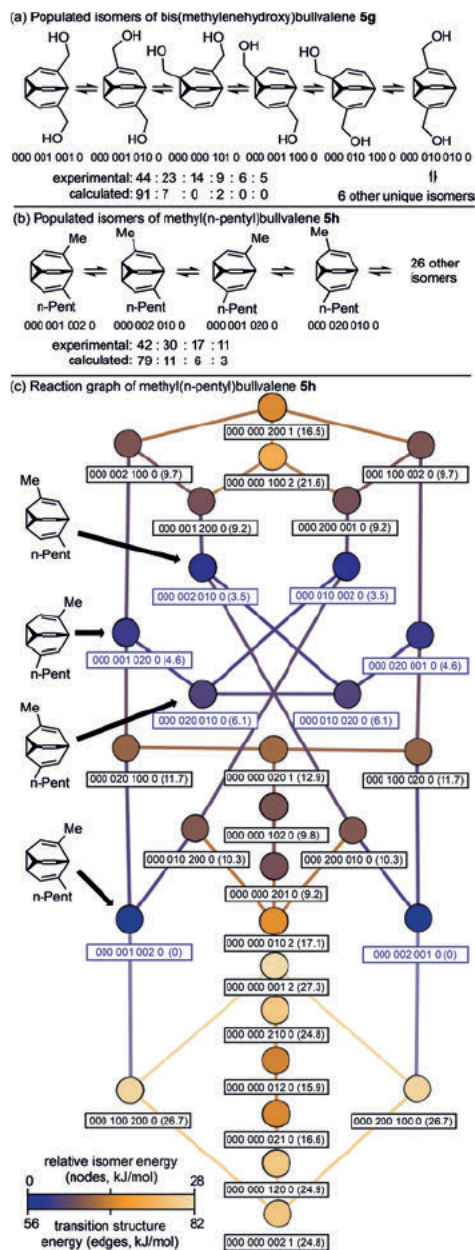 (a) Populated isomers of bis(methylenehydroxy)bullvalene 5g
HO
HO
HO OH
OH
HO
OH
OH
OH
OH
OH
OH
000 001 001 0
000 001 010 0
000 000 101 0
000 001 100 0
000 010 100 0
000 010 010 0
experimental: 44 : 23 : 14 : 9 : 6 : 5
calculated: 91 : 7 : 0 : 2 : 0 : 0
6 other unique isomers
(b) Populated isomers of methyl(n-pentyl)bullvalene 5h
Me
Me
Me
Me
n-Pent
n-Pent
n-Pent
n-Pent
26 other
isomers
000 001 002 0
000 002 010 0
000 001 020 0
000 020 010 0
experimental: 42 : 30 : 17 : 11
calculated: 79 : 11 : 6 : 3
(c) Reaction graph of methyl(n-pentyl)bullvalene 5h
000 000 200 1 (16.5)
000 002 100 0 (9.7)
000 000 100 2 (21.6)
000 100 002 0 (9.7)
Me
n-Pent
000 001 200 0 (9.2)
000 200 001 0 (9.2)
000 002 010 0 (3.5)
000 010 002 0 (3.5)
Me
n-Pent
000 001 020 0 (4.6)
000 020 001 0 (4.6)
Me
n-Pent
000 020 010 0 (6.1)
000 010 020 0 (6.1)
000 020 100 0 (11.7)
000 000 020 1 (12.9)
000 100 020 0 (11.7)
000 000 102 0 (9.8)
Me
n-Pent
000 010 200 0 (10.3)
000 200 010 0 (10.3)
000 000 201 0 (9.2)
000 001 002 0 (0)
000 000 010 2 (17.1)
000 002 001 0 (0)
000 000 001 2 (27.3)
000 000 210 0 (24.8)
000 000 012 0 (15.9)
000 100 200 0 (26.7)
000 200 100 0 (26.7)
000 000 021 0 (16.6)
000 000 120 0 (24.9)
000 000 002 1 (24.8)
relative isomer energy
0 (nodes, kJ/mol) 28
56 transition structure 82
energy (edges, kJ/mol)